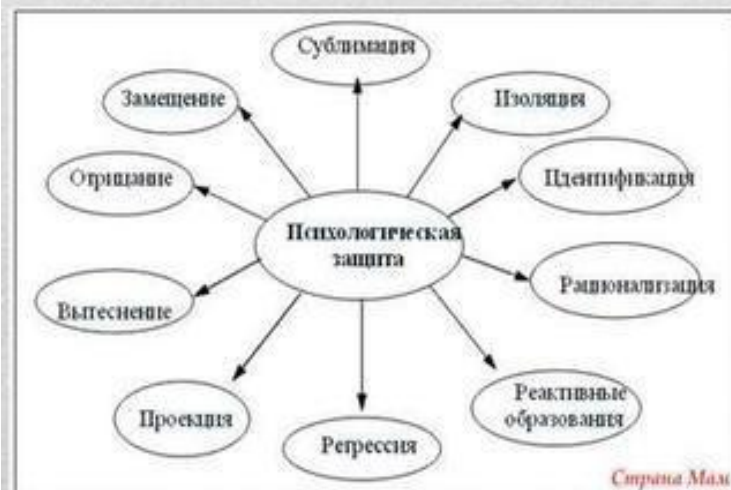 Сублимация
Замещение
Изоляция
Отрицание
Идентификация
Психологическая
защита
Вытеснение
Рационализация
Проекция
Регрессия
Реактивные
образования
Страна Мам